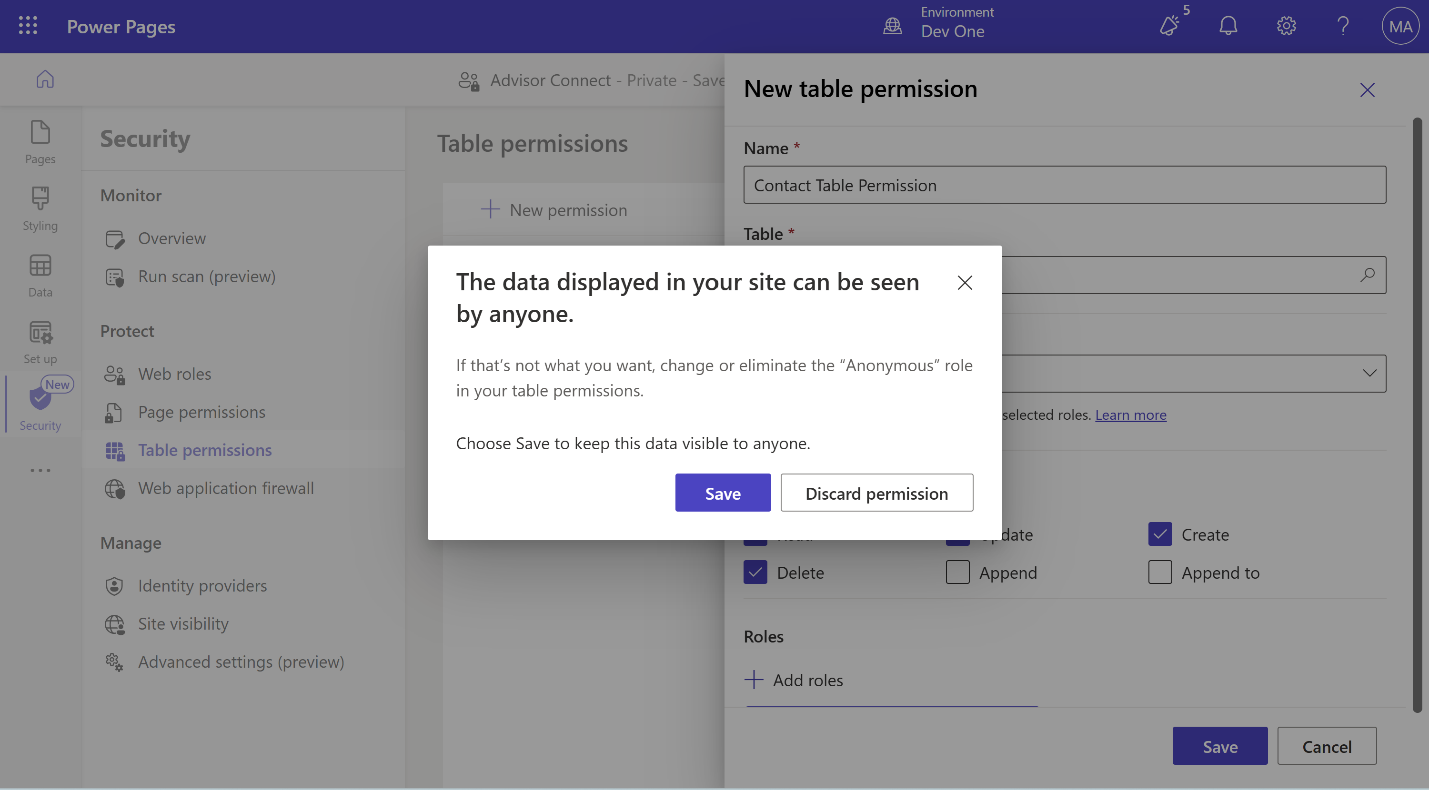 Power Pages
Environment
Dev One
5
MA
Advisor Connect - Private - Save
Pages
Styling
Data
Set up
New
Security
Security
Monitor
Overview
Run scan (preview)
Protect
Web roles
Page permissions
Table permissions
Web application firewall
Manage
Identity providers
Site visibility
Advanced settings (preview)
Table permissions
New permission
New table permission
Name *
Contact Table Permission
Table *
The data displayed in your site can be seen
by anyone.
If that’s not what you want, change or eliminate the “Anonymous” role
in your table permissions.
Choose Save to keep this data visible to anyone.
Save
Discard permission
selected roles. Learn more
Create
Delete
Append
Append to
Roles
Add roles
Save
Cancel